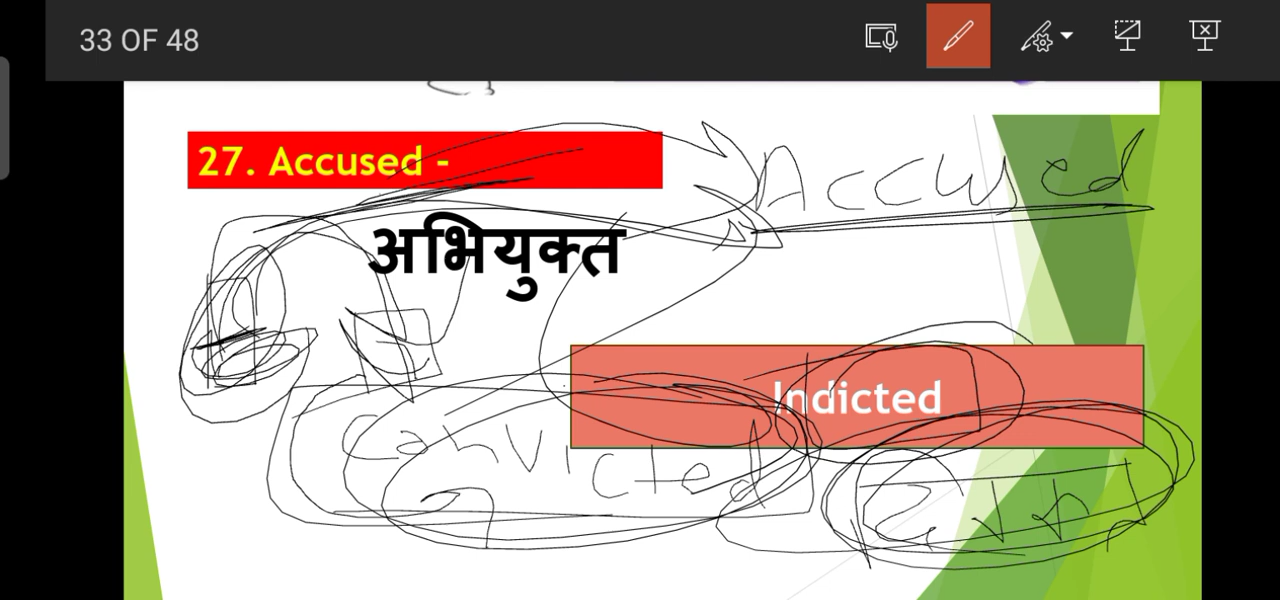 33 OF 48
27. Accused -
Accused
अभियुक्त
Indicted
Convicted